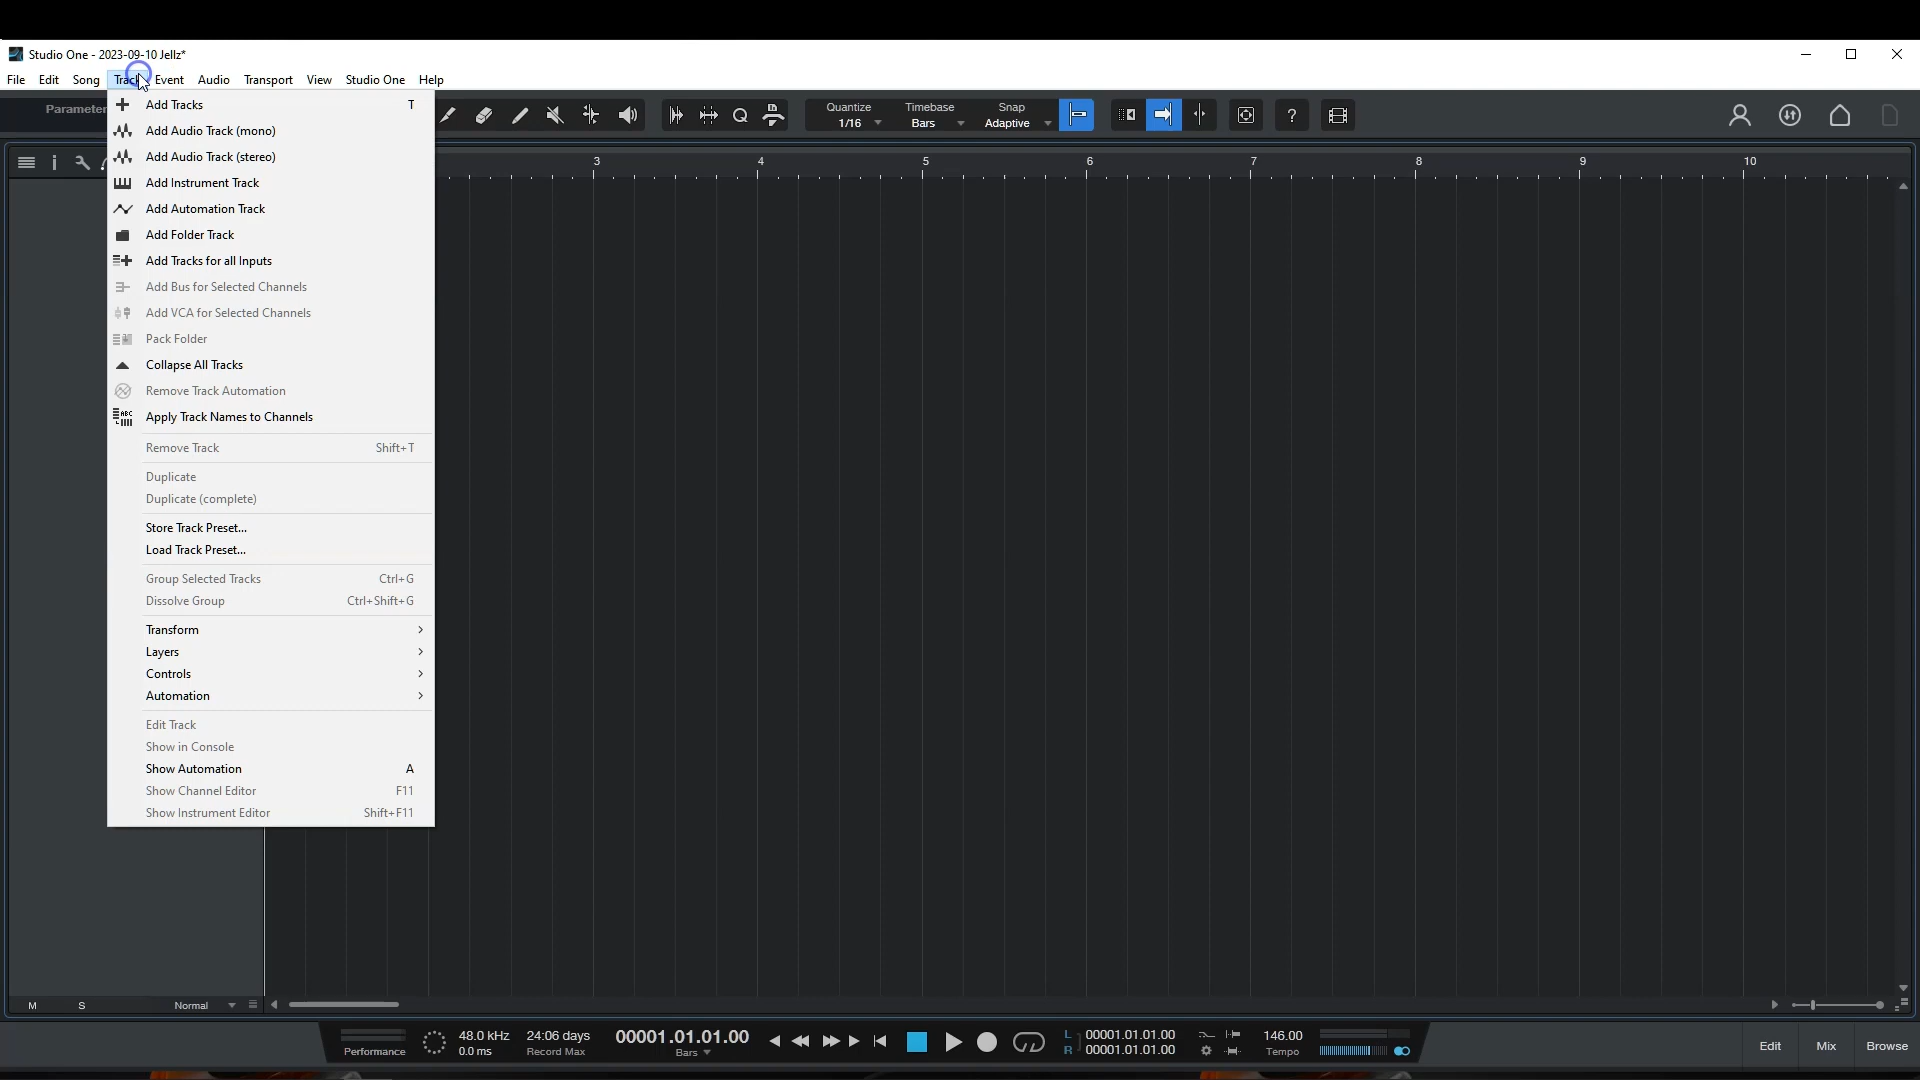 Studio One - 2023-09-10 Jellz*
File Edit Song Track Event Audio Transport View Studio One Help
Parameter
Quantize 1/16
Timebase Bars
Snap Adaptive
?
i
3 4 5 6 7 8 9 10
Add Tracks T
Add Audio Track (mono)
Add Audio Track (stereo)
Add Instrument Track
Add Automation Track
Add Folder Track
Add Tracks for all Inputs
Add Bus for Selected Channels
Add VCA for Selected Channels
Pack Folder
Collapse All Tracks
Remove Track Automation
Apply Track Names to Channels
Remove Track Shift+T
Duplicate
Duplicate (complete)
Store Track Preset...
Load Track Preset...
Group Selected Tracks Ctrl+G
Dissolve Group Ctrl+Shift+G
Transform
Layers
Controls
Automation
Edit Track
Show in Console
Show Automation A
Show Channel Editor F11
Show Instrument Editor Shift+F11
M S Normal
Performance
48.0 kHz
0.0 ms
24:06 days
Record Max
00001.01.01.00
Bars
L 00001.01.01.00
R 00001.01.01.00
146.00
Tempo
Edit Mix Browse